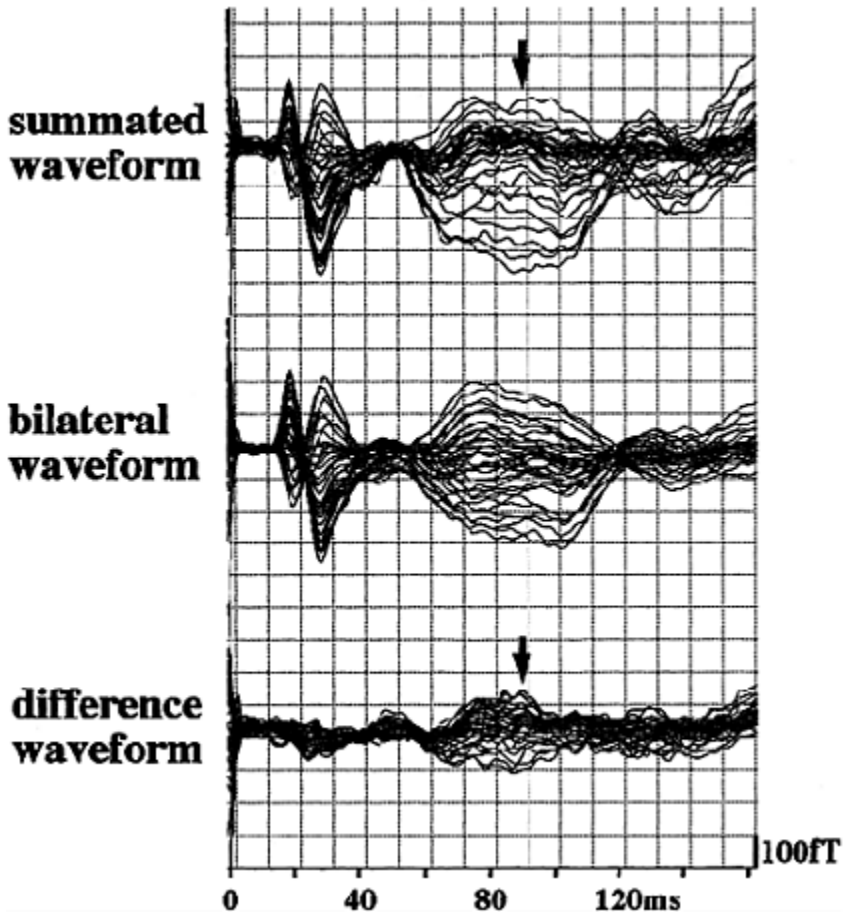 summated
waveform
bilateral
waveform
difference
waveform
100fT
0 40 80 120ms